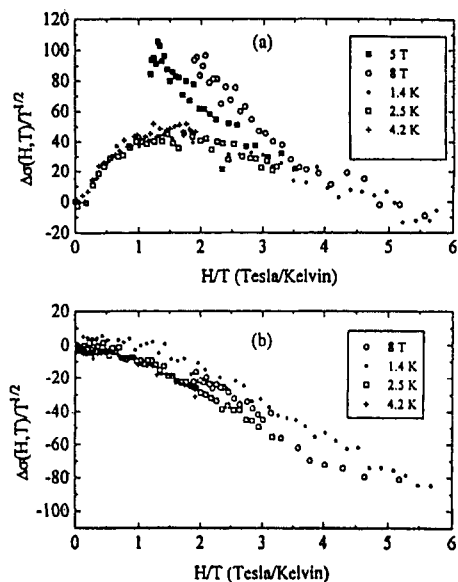 (a)
Δσ(H,T)/T^1/2
120
100
80
60
40
20
0
-20
5 T
8 T
1.4 K
2.5 K
4.2 K
0 1 2 3 4 5 6
H/T (Tesla/Kelvin)
(b)
Δσ(H,T)/T^1/2
20
0
-20
-40
-60
-80
-100
8 T
1.4 K
2.5 K
4.2 K
0 1 2 3 4 5 6
H/T (Tesla/Kelvin)